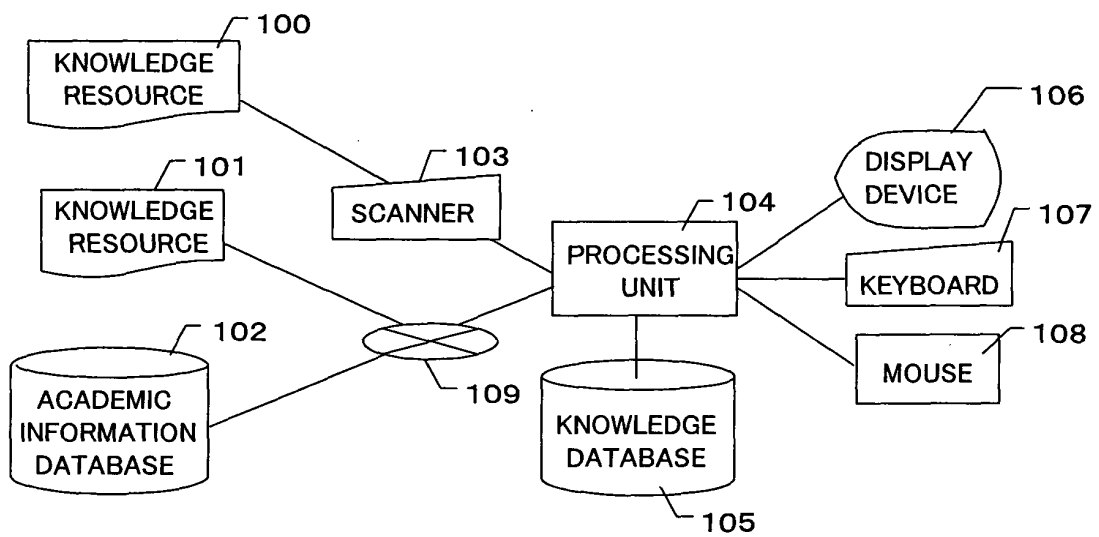 100
KNOWLEDGE
RESOURCE
101
KNOWLEDGE
RESOURCE
102
ACADEMIC
INFORMATION
DATABASE
103
SCANNER
109
104
PROCESSING
UNIT
KNOWLEDGE
DATABASE
105
106
DISPLAY
DEVICE
107
KEYBOARD
108
MOUSE